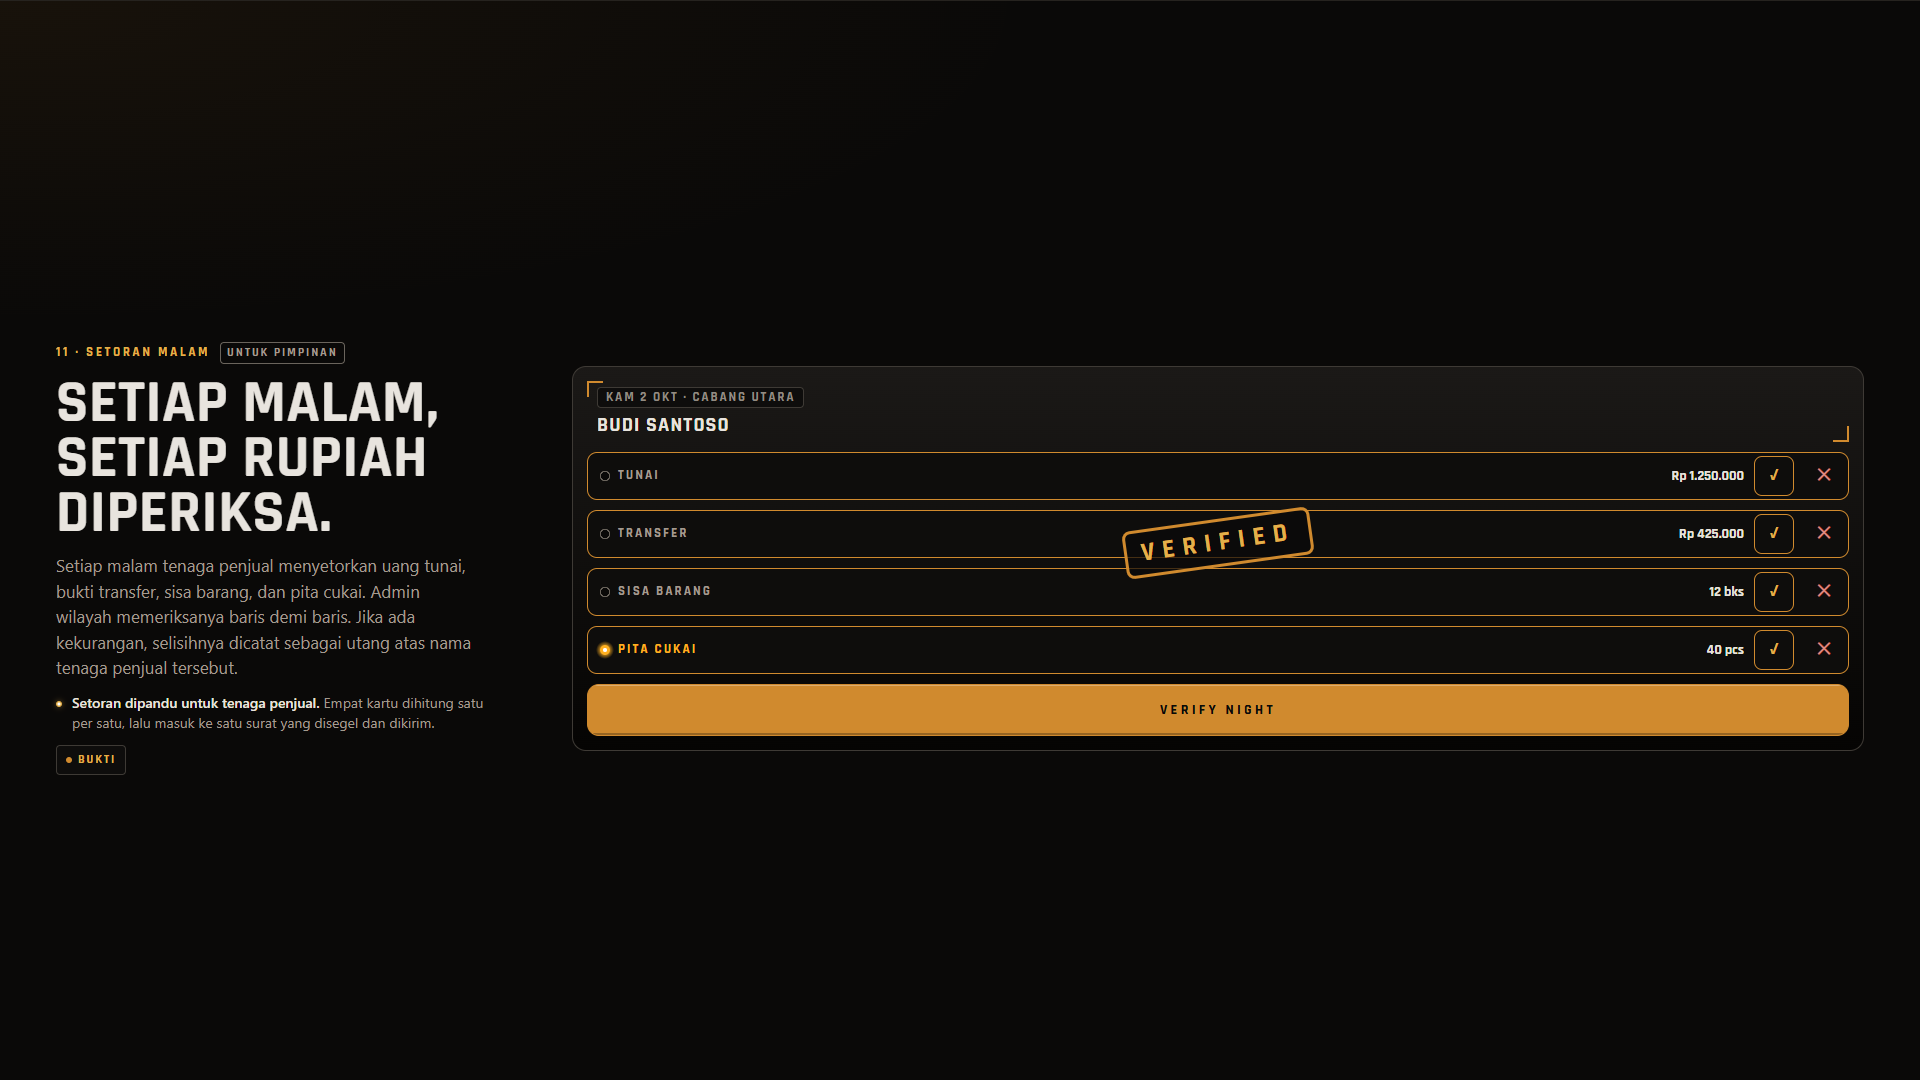 11 · SETORAN MALAM
UNTUK PIMPINAN
SETIAP MALAM,
SETIAP RUPIAH
DIPERIKSA.
Setiap malam tenaga penjual menyetorkan uang tunai,
bukti transfer, sisa barang, dan pita cukai. Admin
wilayah memeriksanya baris demi baris. Jika ada
kekurangan, selisihnya dicatat sebagai utang atas nama
tenaga penjual tersebut.
Setoran dipandu untuk tenaga penjual. Empat kartu dihitung satu
per satu, lalu masuk ke satu surat yang disegel dan dikirim.
BUKTI
KAM 2 OKT · CABANG UTARA
BUDI SANTOSO
TUNAI Rp 1.250.000 ✓ ✕
TRANSFER Rp 425.000 ✓ ✕
VERIFIED
SISA BARANG 12 bks ✓ ✕
PITA CUKAI 40 pcs ✓ ✕
VERIFY NIGHT